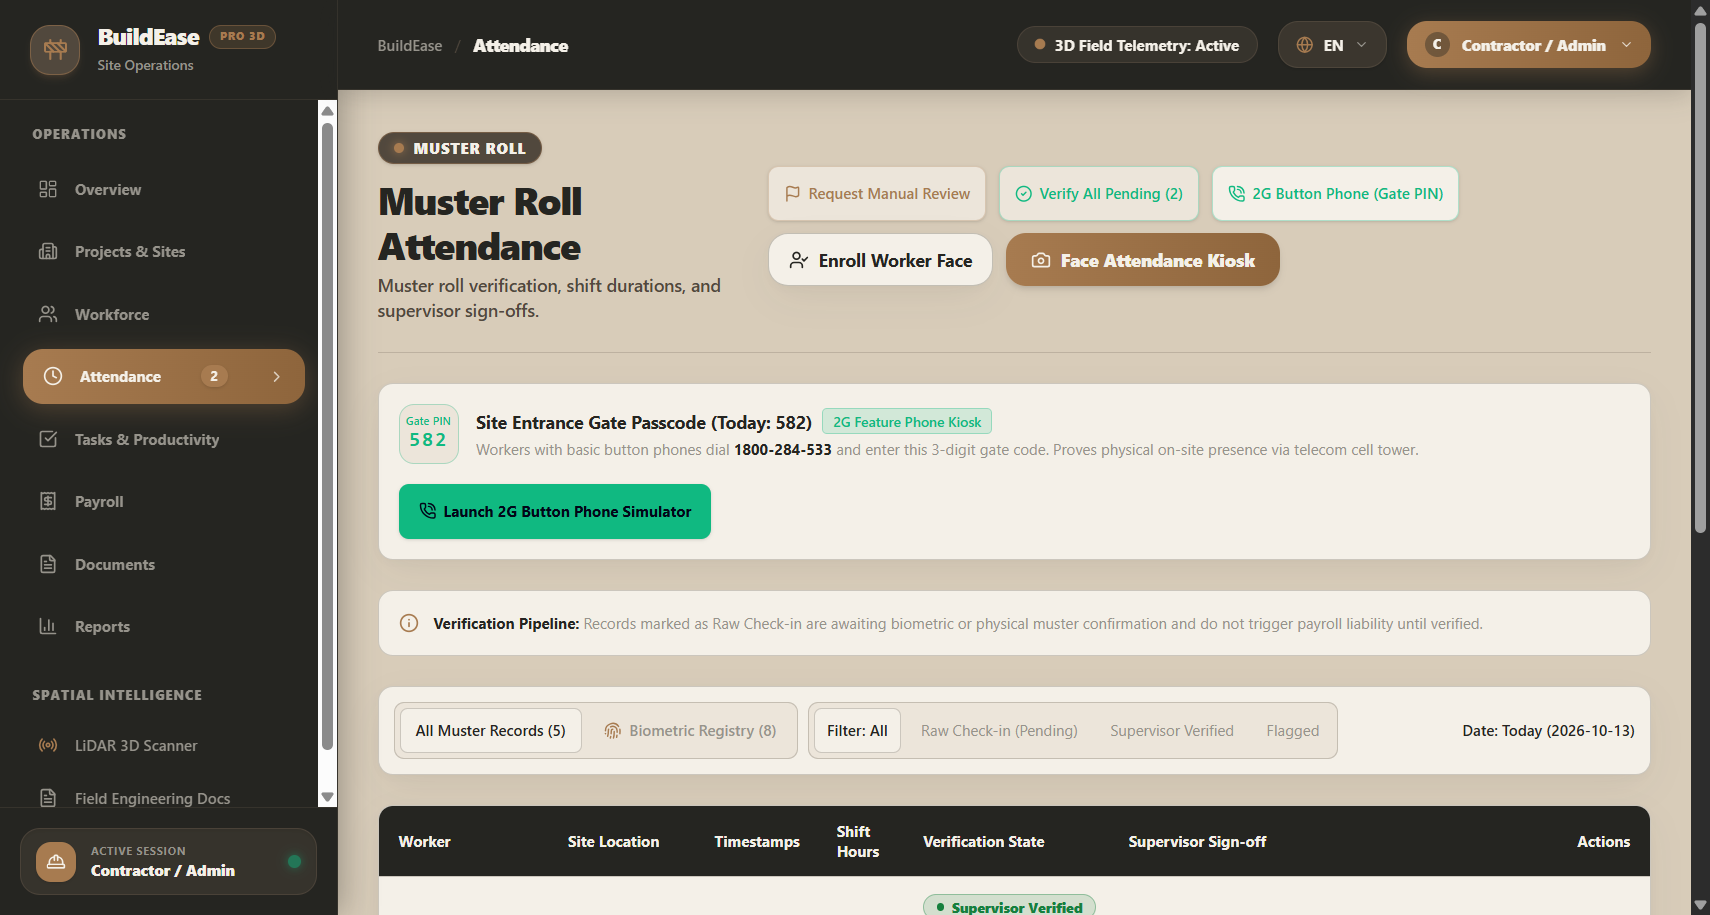 BuildEase PRO 3D
Site Operations
BuildEase / Attendance
3D Field Telemetry: Active
EN
C Contractor / Admin
OPERATIONS
Overview
Projects & Sites
Workforce
Attendance 2
Tasks & Productivity
Payroll
Documents
Reports
SPATIAL INTELLIGENCE
LiDAR 3D Scanner
Field Engineering Docs
ACTIVE SESSION
Contractor / Admin
MUSTER ROLL
Muster Roll
Attendance
Muster roll verification, shift durations, and
supervisor sign-offs.
Request Manual Review
Verify All Pending (2)
2G Button Phone (Gate PIN)
Enroll Worker Face
Face Attendance Kiosk
Gate PIN
582
Site Entrance Gate Passcode (Today: 582) 2G Feature Phone Kiosk
Workers with basic button phones dial 1800-284-533 and enter this 3-digit gate code. Proves physical on-site presence via telecom cell tower.
Launch 2G Button Phone Simulator
Verification Pipeline: Records marked as Raw Check-in are awaiting biometric or physical muster confirmation and do not trigger payroll liability until verified.
All Muster Records (5)
Biometric Registry (8)
Filter: All
Raw Check-in (Pending)
Supervisor Verified
Flagged
Date: Today (2026-10-13)
Worker
Site Location
Timestamps
Shift
Hours
Verification State
Supervisor Sign-off
Actions
Supervisor Verified